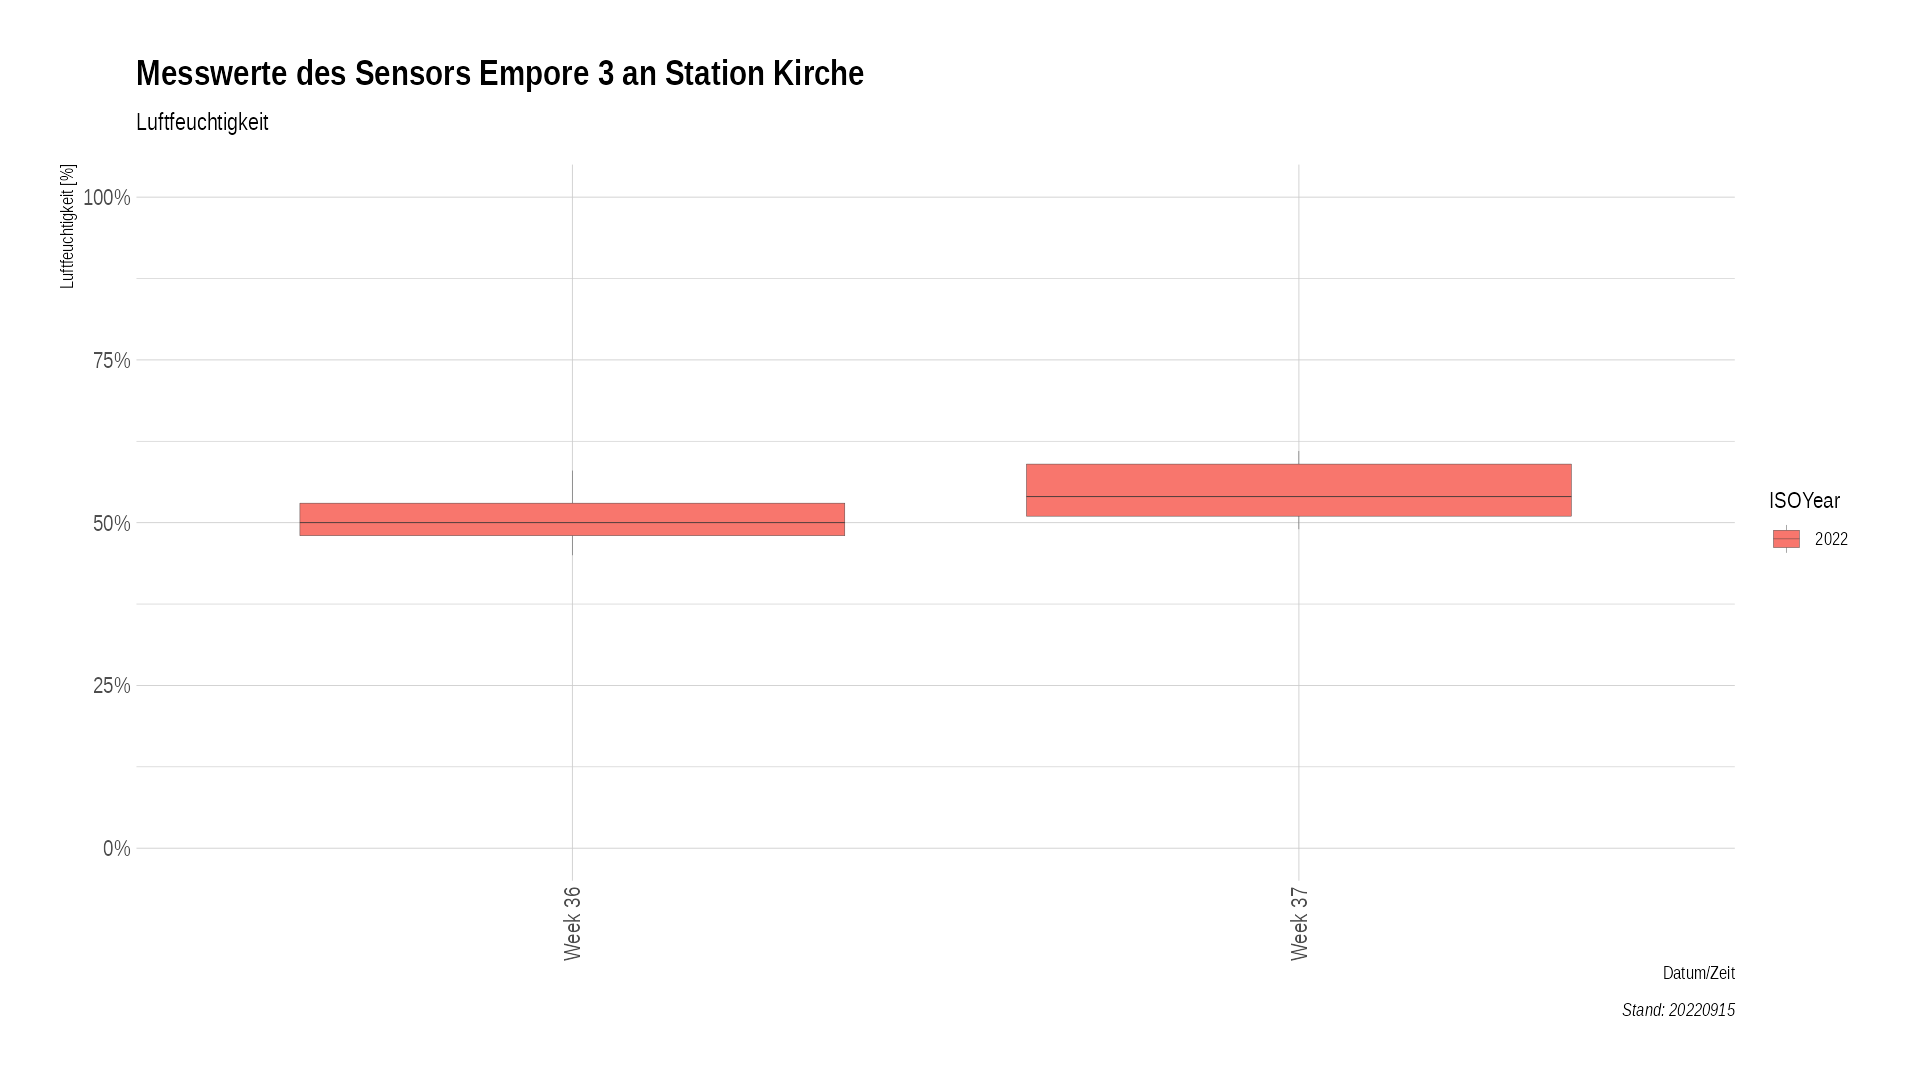 Messwerte des Sensors Empore 3 an Station Kirche
Luftfeuchtigkeit
Luftfeuchtigkeit [%]
100%
75%
50%
25%
0%
Week 36
Week 37
Datum/Zeit
Stand: 20220915
ISOYear
2022